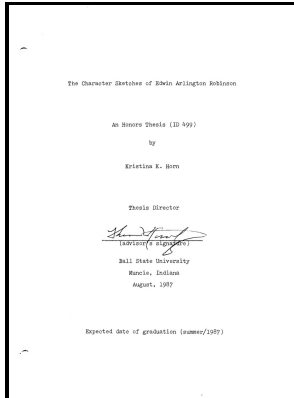 The Character Sketches of Edwin Arlington Robinson
An Honors Thesis (ID 499)
by
Kristina K. Horn
Thesis Director
(advisor's signature)
Ball State University
Muncie, Indiana
August, 1987
Expected date of graduation (summer/1987)